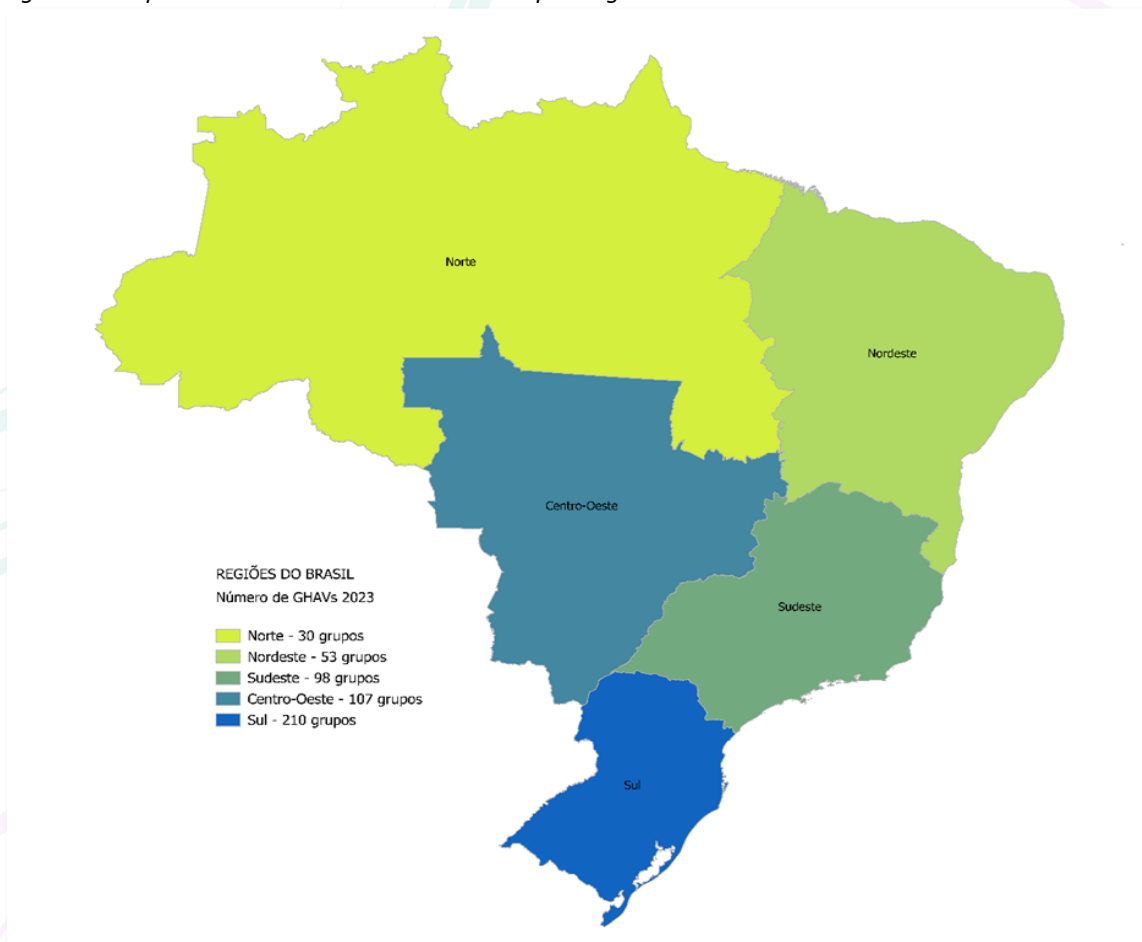 Norte
Nordeste
Centro-Oeste
REGIÕES DO BRASIL
Número de GHAVs 2023
Sudeste
Norte - 30 grupos
Nordeste - 53 grupos
Sudeste - 98 grupos
Centro-Oeste - 107 grupos
Sul - 210 grupos
Sul